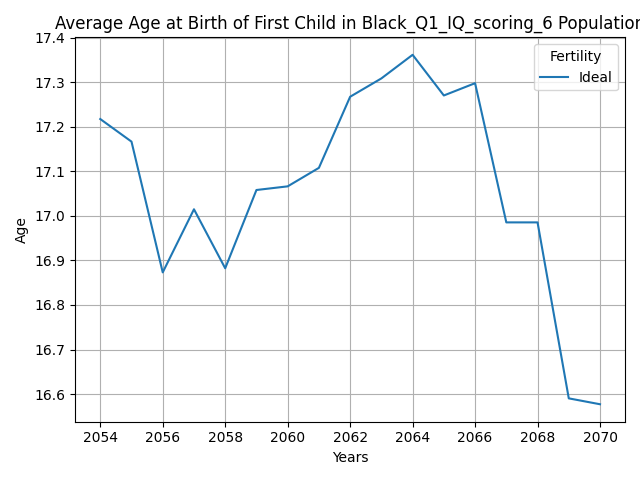 Average Age at Birth of First Child in Black_Q1_IQ_scoring_6 Population
17.4
17.3
17.2
17.1
17.0
16.9
16.8
16.7
16.6
Age
Fertility
Ideal
2054 2056 2058 2060 2062 2064 2066 2068 2070
Years